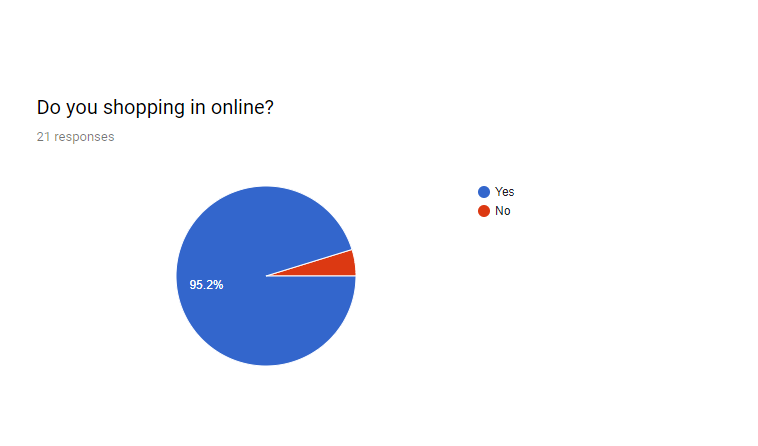 Do you shopping in online?
21 responses
Yes
No
95.2%